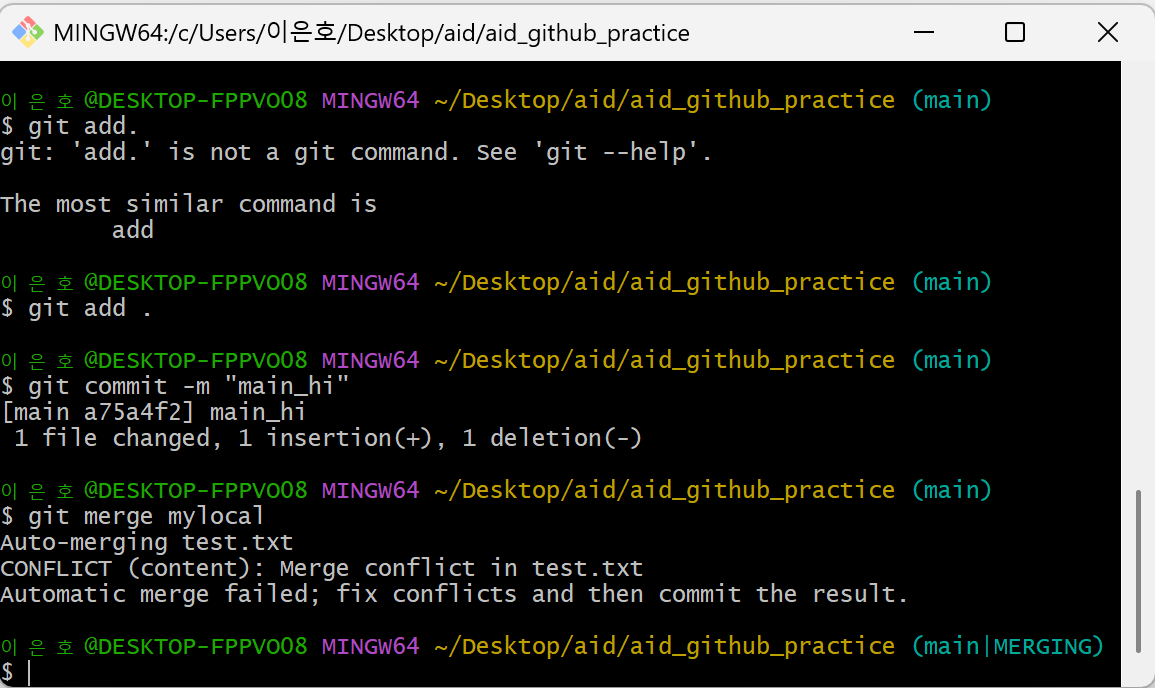 MINGW64:/c/Users/이은호/Desktop/aid/aid_github_practice
이은호@DESKTOP-FPPVO08 MINGW64 ~/Desktop/aid/aid_github_practice (main)
$ git add.
git: 'add.' is not a git command. See 'git --help'.
The most similar command is
add
이은호@DESKTOP-FPPVO08 MINGW64 ~/Desktop/aid/aid_github_practice (main)
$ git add .
이은호@DESKTOP-FPPVO08 MINGW64 ~/Desktop/aid/aid_github_practice (main)
$ git commit -m "main_hi"
[main a75a4f2] main_hi
1 file changed, 1 insertion(+), 1 deletion(-)
이은호@DESKTOP-FPPVO08 MINGW64 ~/Desktop/aid/aid_github_practice (main)
$ git merge mylocal
Auto-merging test.txt
CONFLICT (content): Merge conflict in test.txt
Automatic merge failed; fix conflicts and then commit the result.
이은호@DESKTOP-FPPVO08 MINGW64 ~/Desktop/aid/aid_github_practice (main|MERGING)
$